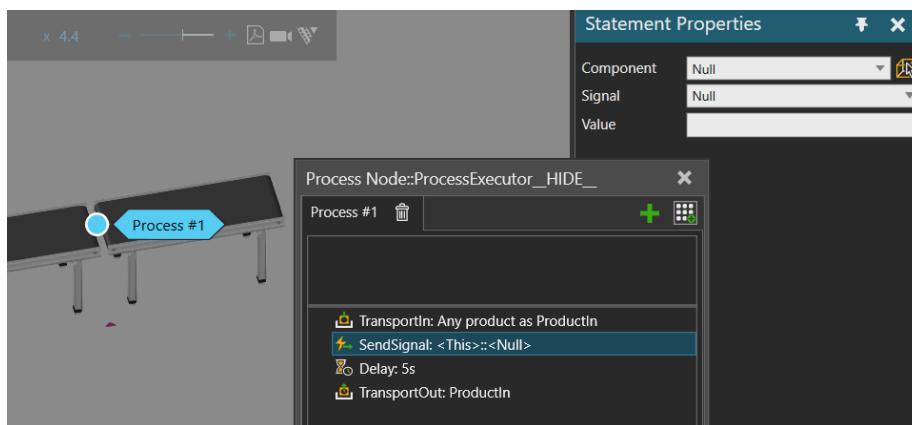 x 4.4
Statement Properties
Component Null
Signal Null
Value
Process #1
Process Node::ProcessExecutor__HIDE__
Process #1
TransportIn: Any product as ProductIn
SendSignal: <This>::<Null>
Delay: 5s
TransportOut: ProductIn